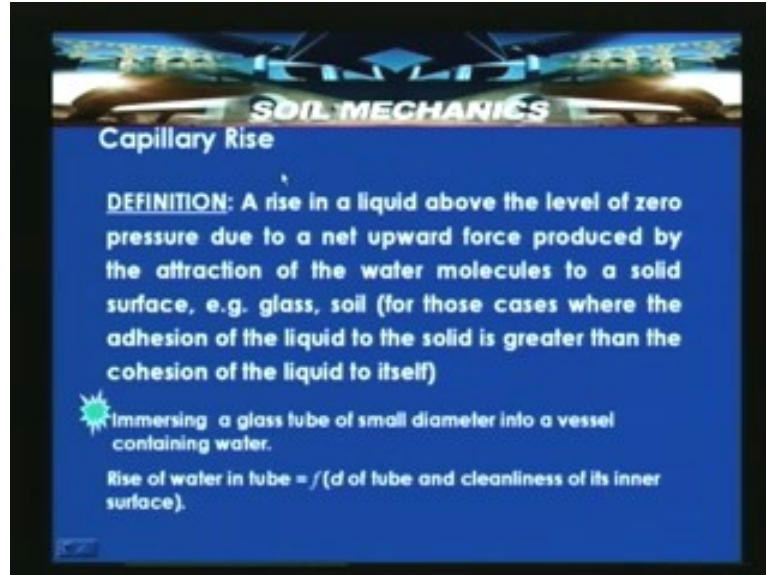 SOIL MECHANICS
Capillary Rise
DEFINITION: A rise in a liquid above the level of zero
pressure due to a net upward force produced by
the attraction of the water molecules to a solid
surface, e.g. glass, soil (for those cases where the
adhesion of the liquid to the solid is greater than the
cohesion of the liquid to itself)
Immersing a glass tube of small diameter into a vessel
containing water.
Rise of water in tube = f (d of tube and cleanliness of its inner
surface).